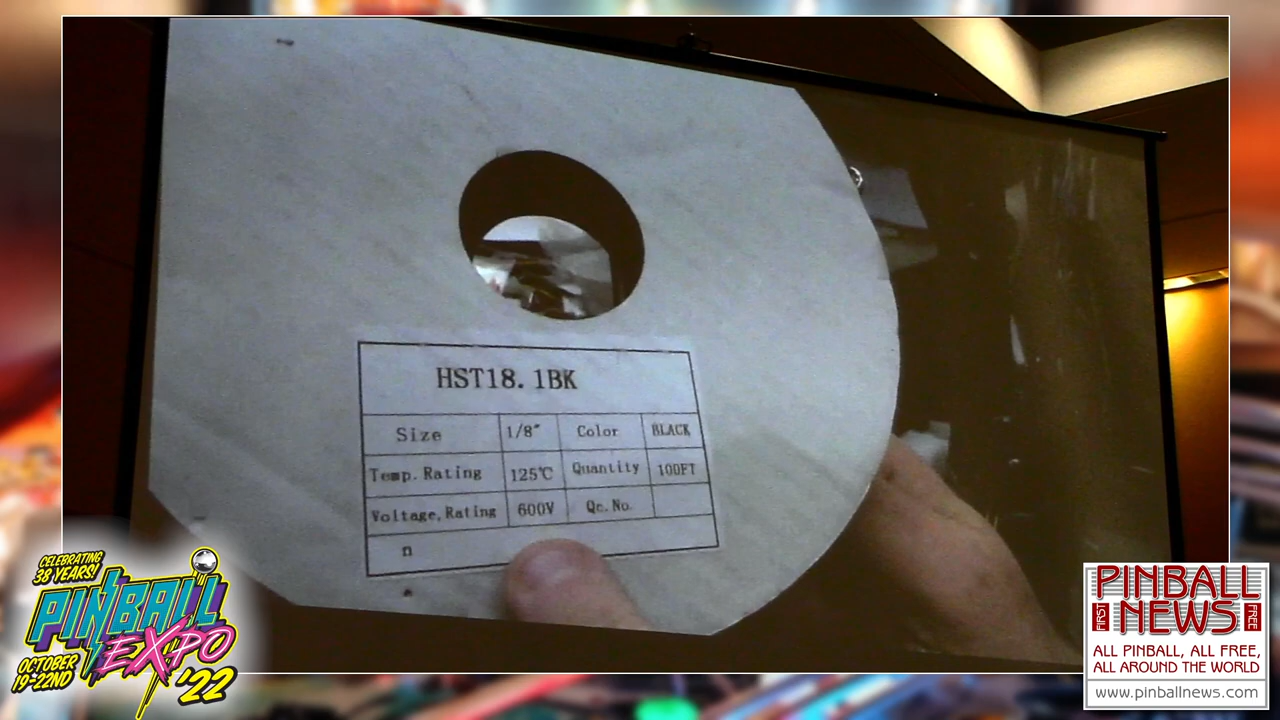 HST18.1BK
Size 1/8" Color BLACK
Temp.Rating 125℃ Quantity 100FT
Voltage,Rating 600V Qc.No.
n
CELEBRATING
38 YEARS!
PINBALL
EXPO
OCTOBER
19-22ND
'22
PINBALL
FIRST NEWS FREE
ALL PINBALL, ALL FREE,
ALL AROUND THE WORLD
www.pinballnews.com